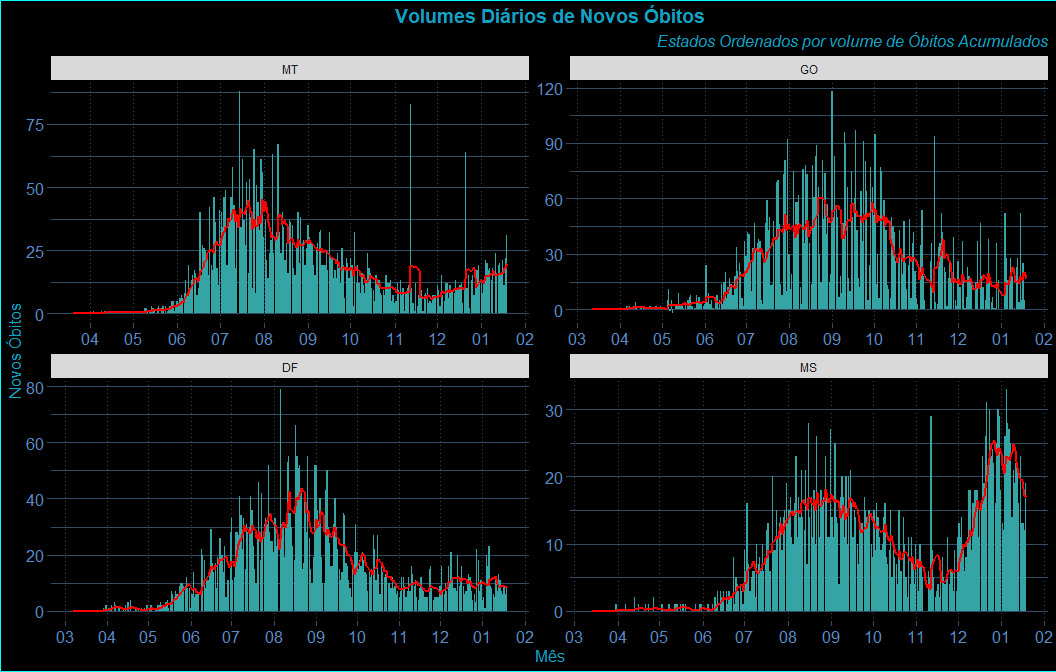 Volumes Diários de Novos Óbitos
Estados Ordenados por volume de Óbitos Acumulados
MT
75
50
25
0
04 05 06 07 08 09 10 11 12 01 02
GO
120
90
60
30
0
03 04 05 06 07 08 09 10 11 12 01 02
Novos Óbitos
DF
80
60
40
20
0
03 04 05 06 07 08 09 10 11 12 01 02
MS
30
20
10
0
03 04 05 06 07 08 09 10 11 12 01 02
Mês